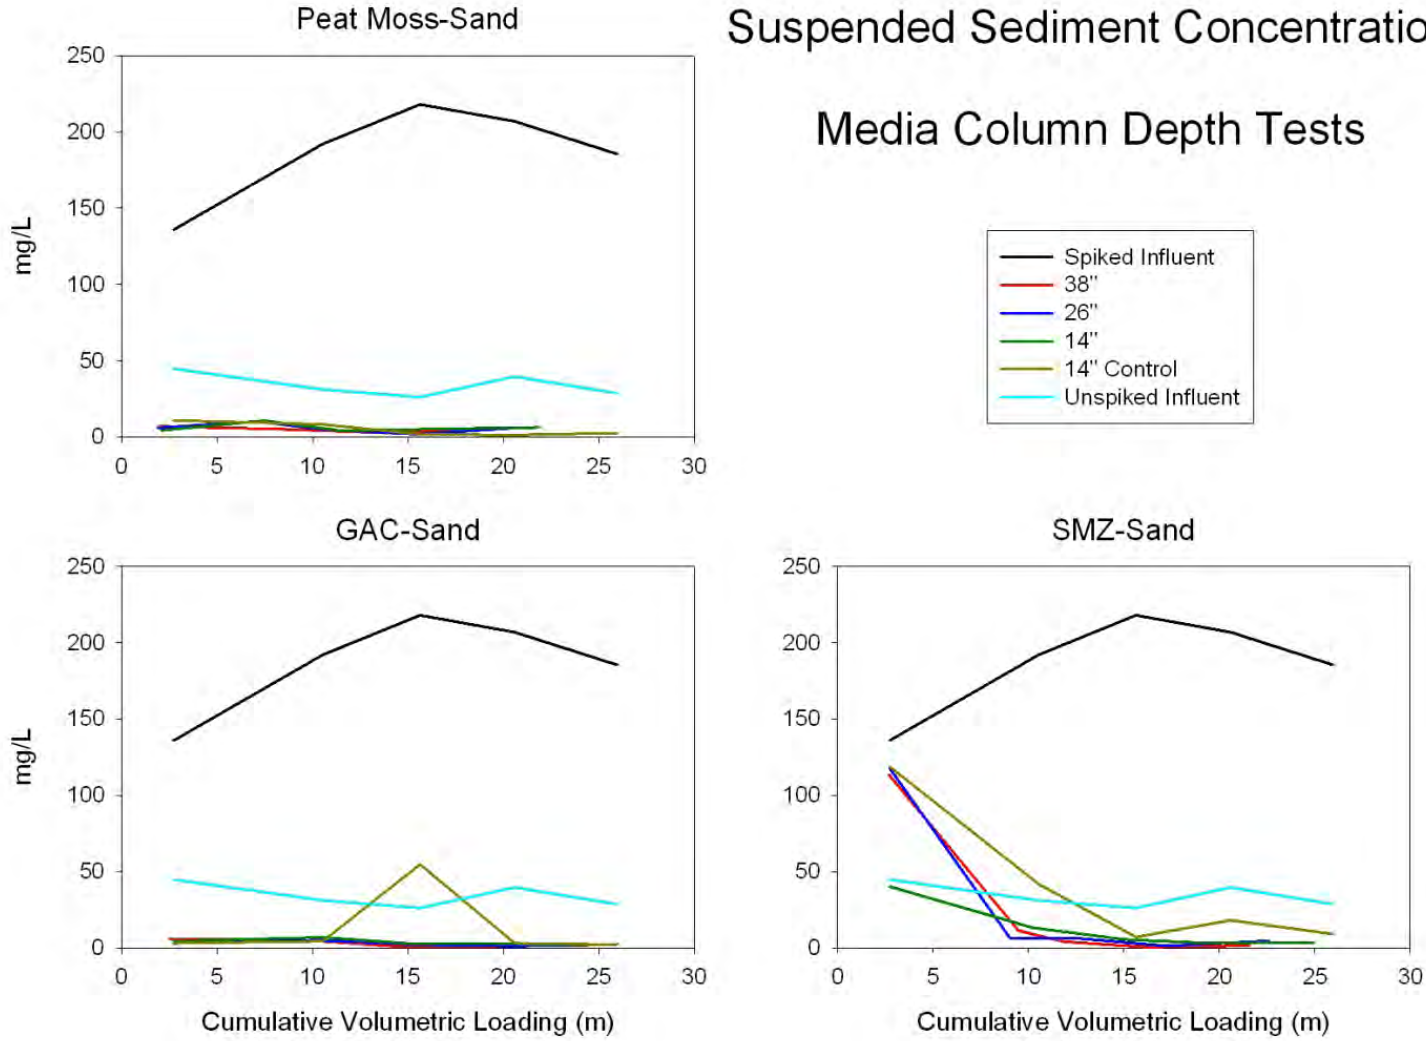 Peat Moss-Sand
Suspended Sediment Concentratio
Media Column Depth Tests
250
200
150
100
50
0
mg/L
0 5 10 15 20 25 30
Spiked Influent
38"
26"
14"
14" Control
Unspiked Influent
GAC-Sand
250
200
150
100
50
0
mg/L
0 5 10 15 20 25 30
Cumulative Volumetric Loading (m)
SMZ-Sand
250
200
150
100
50
0
0 5 10 15 20 25 30
Cumulative Volumetric Loading (m)